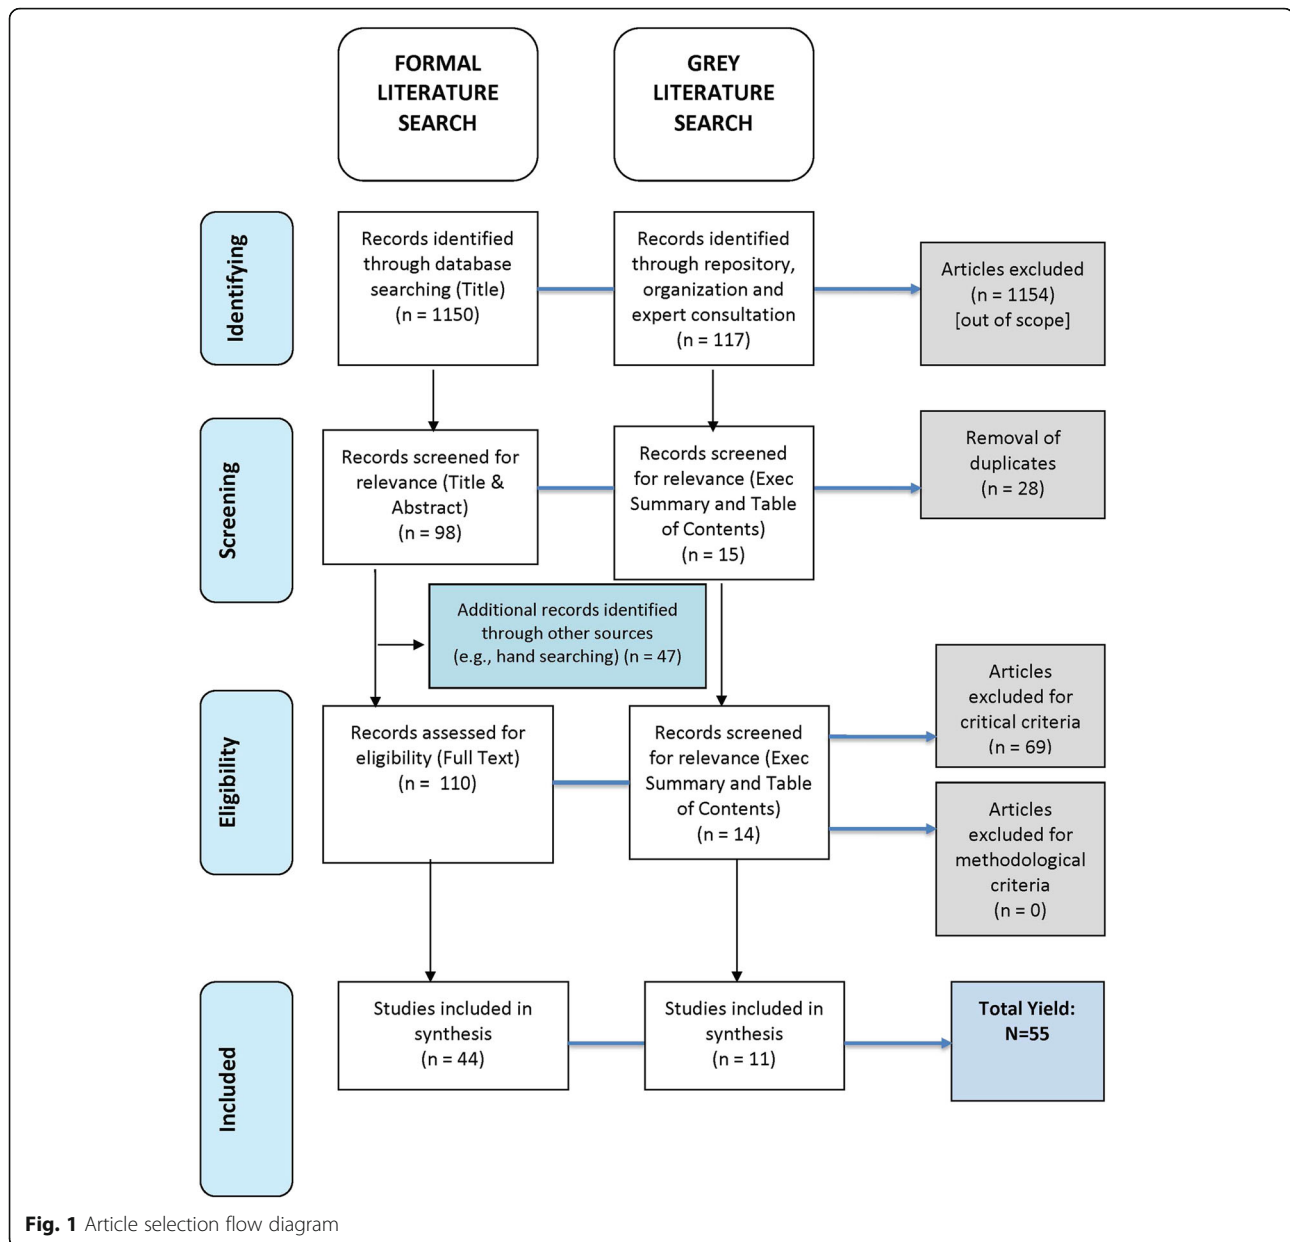 FORMAL
LITERATURE
SEARCH
GREY
LITERATURE
SEARCH
Identifying
Records identified
through database
searching (Title)
(n = 1150)
Records identified
through repository,
organization and
expert consultation
(n = 117)
Articles excluded
(n = 1154)
[out of scope]
Screening
Records screened for
relevance (Title &
Abstract)
(n = 98)
Records screened
for relevance (Exec
Summary and Table
of Contents)
(n = 15)
Removal of
duplicates
(n = 28)
Additional records identified
through other sources
(e.g., hand searching) (n = 47)
Eligibility
Records assessed for
eligibility (Full Text)
(n =  110)
Records screened
for relevance (Exec
Summary and Table
of Contents)
(n = 14)
Articles
excluded for
critical criteria
(n = 69)
Articles
excluded for
methodological
criteria
(n = 0)
Included
Studies included in
synthesis
(n = 44)
Studies included in
synthesis
(n = 11)
Total Yield:
N=55
Fig. 1 Article selection flow diagram